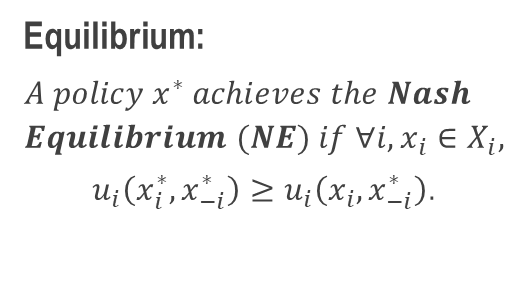 Equilibrium:
A policy x* achieves the Nash
Equilibrium (NE) if ∀i, xᵢ ∈ Xᵢ,
uᵢ(xᵢ*, x₋ᵢ*) ≥ uᵢ(xᵢ, x₋ᵢ*).